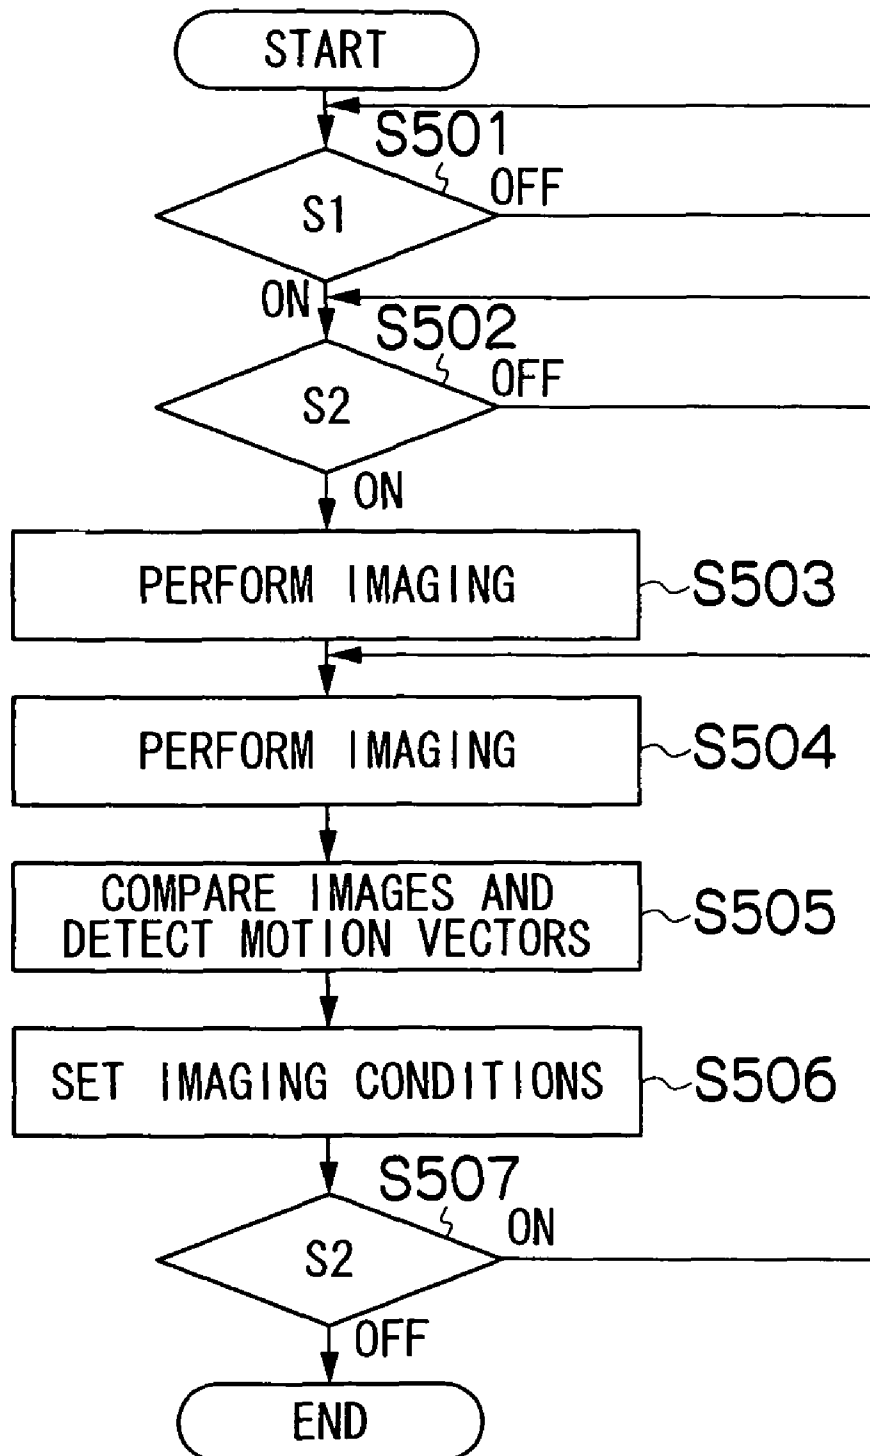 START
S501
OFF
S1
ON
S502
OFF
S2
ON
PERFORM IMAGING
S503
PERFORM IMAGING
S504
COMPARE IMAGES AND
DETECT MOTION VECTORS
S505
SET IMAGING CONDITIONS
S506
S507
ON
S2
OFF
END